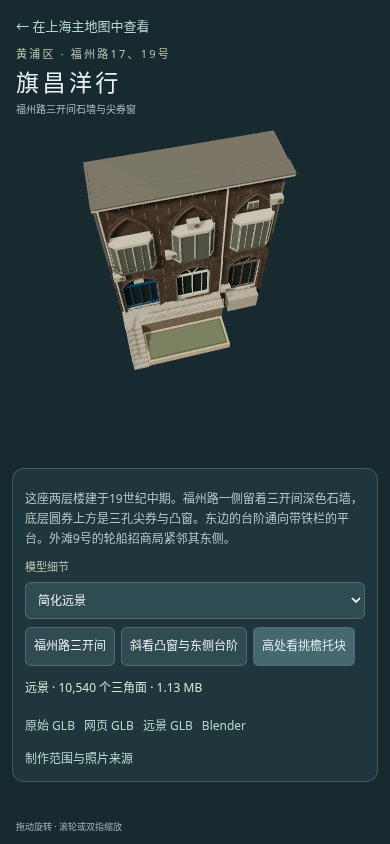 ← 在上海主地图中查看
黄浦区 · 福州路17、19号
旗昌洋行
福州路三开间石墙与尖券窗
这座两层楼建于19世纪中期。福州路一侧留着三开间深色石墙，
底层圆券上方是三孔尖券与凸窗。东边的台阶通向带铁栏的平
台。外滩9号的轮船招商局紧邻其东侧。
模型细节
简化远景
福州路三开间
斜看凸窗与东侧台阶
高处看挑檐托块
远景 · 10,540 个三角面 · 1.13 MB
原始 GLB 网页 GLB 远景 GLB Blender
制作范围与照片来源
拖动旋转 · 滚轮或双指缩放